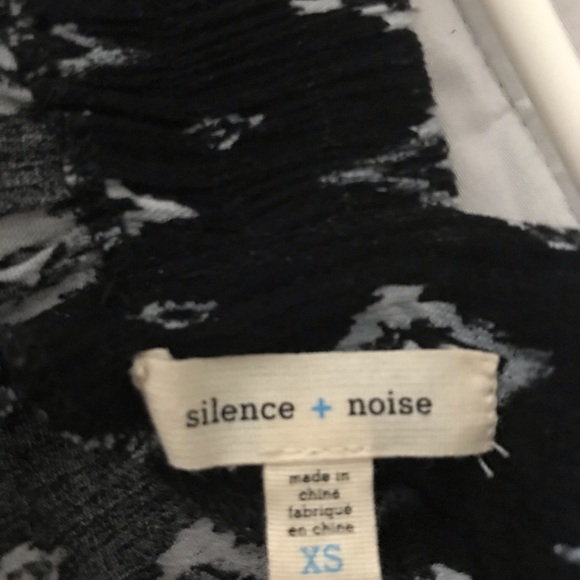 silence + noise
made in
china
fabriqué
en chine
XS